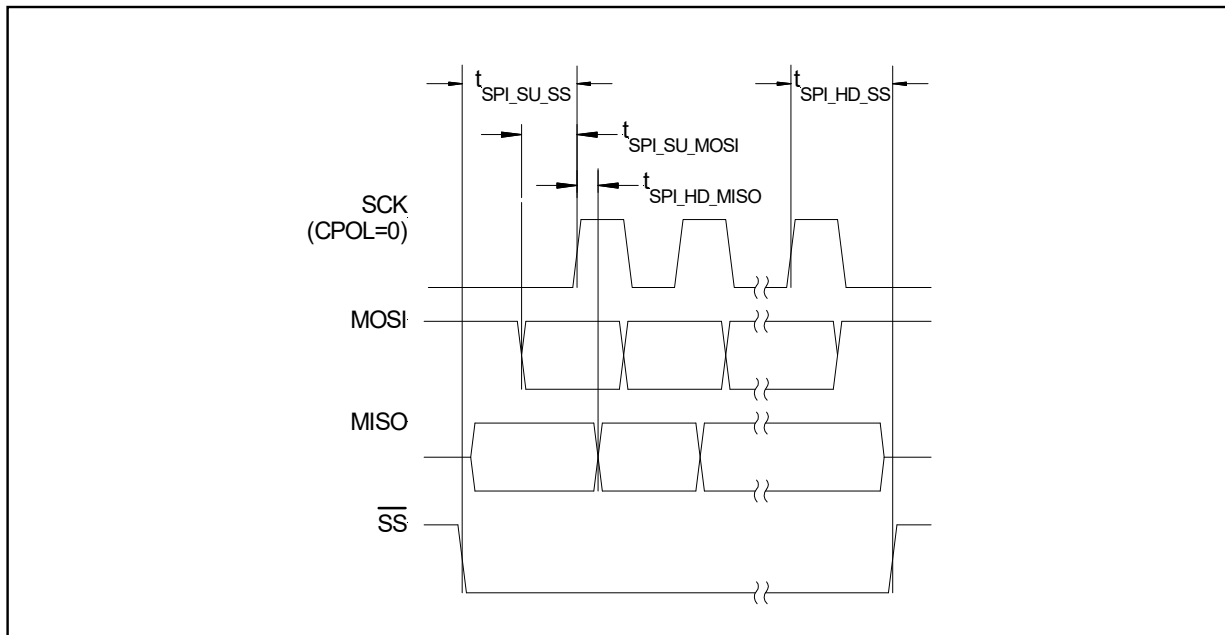 tSPI_SU_SS
tSPI_HD_SS
tSPI_SU_MOSI
tSPI_HD_MISO
SCK
(CPOL=0)
MOSI
MISO
SS